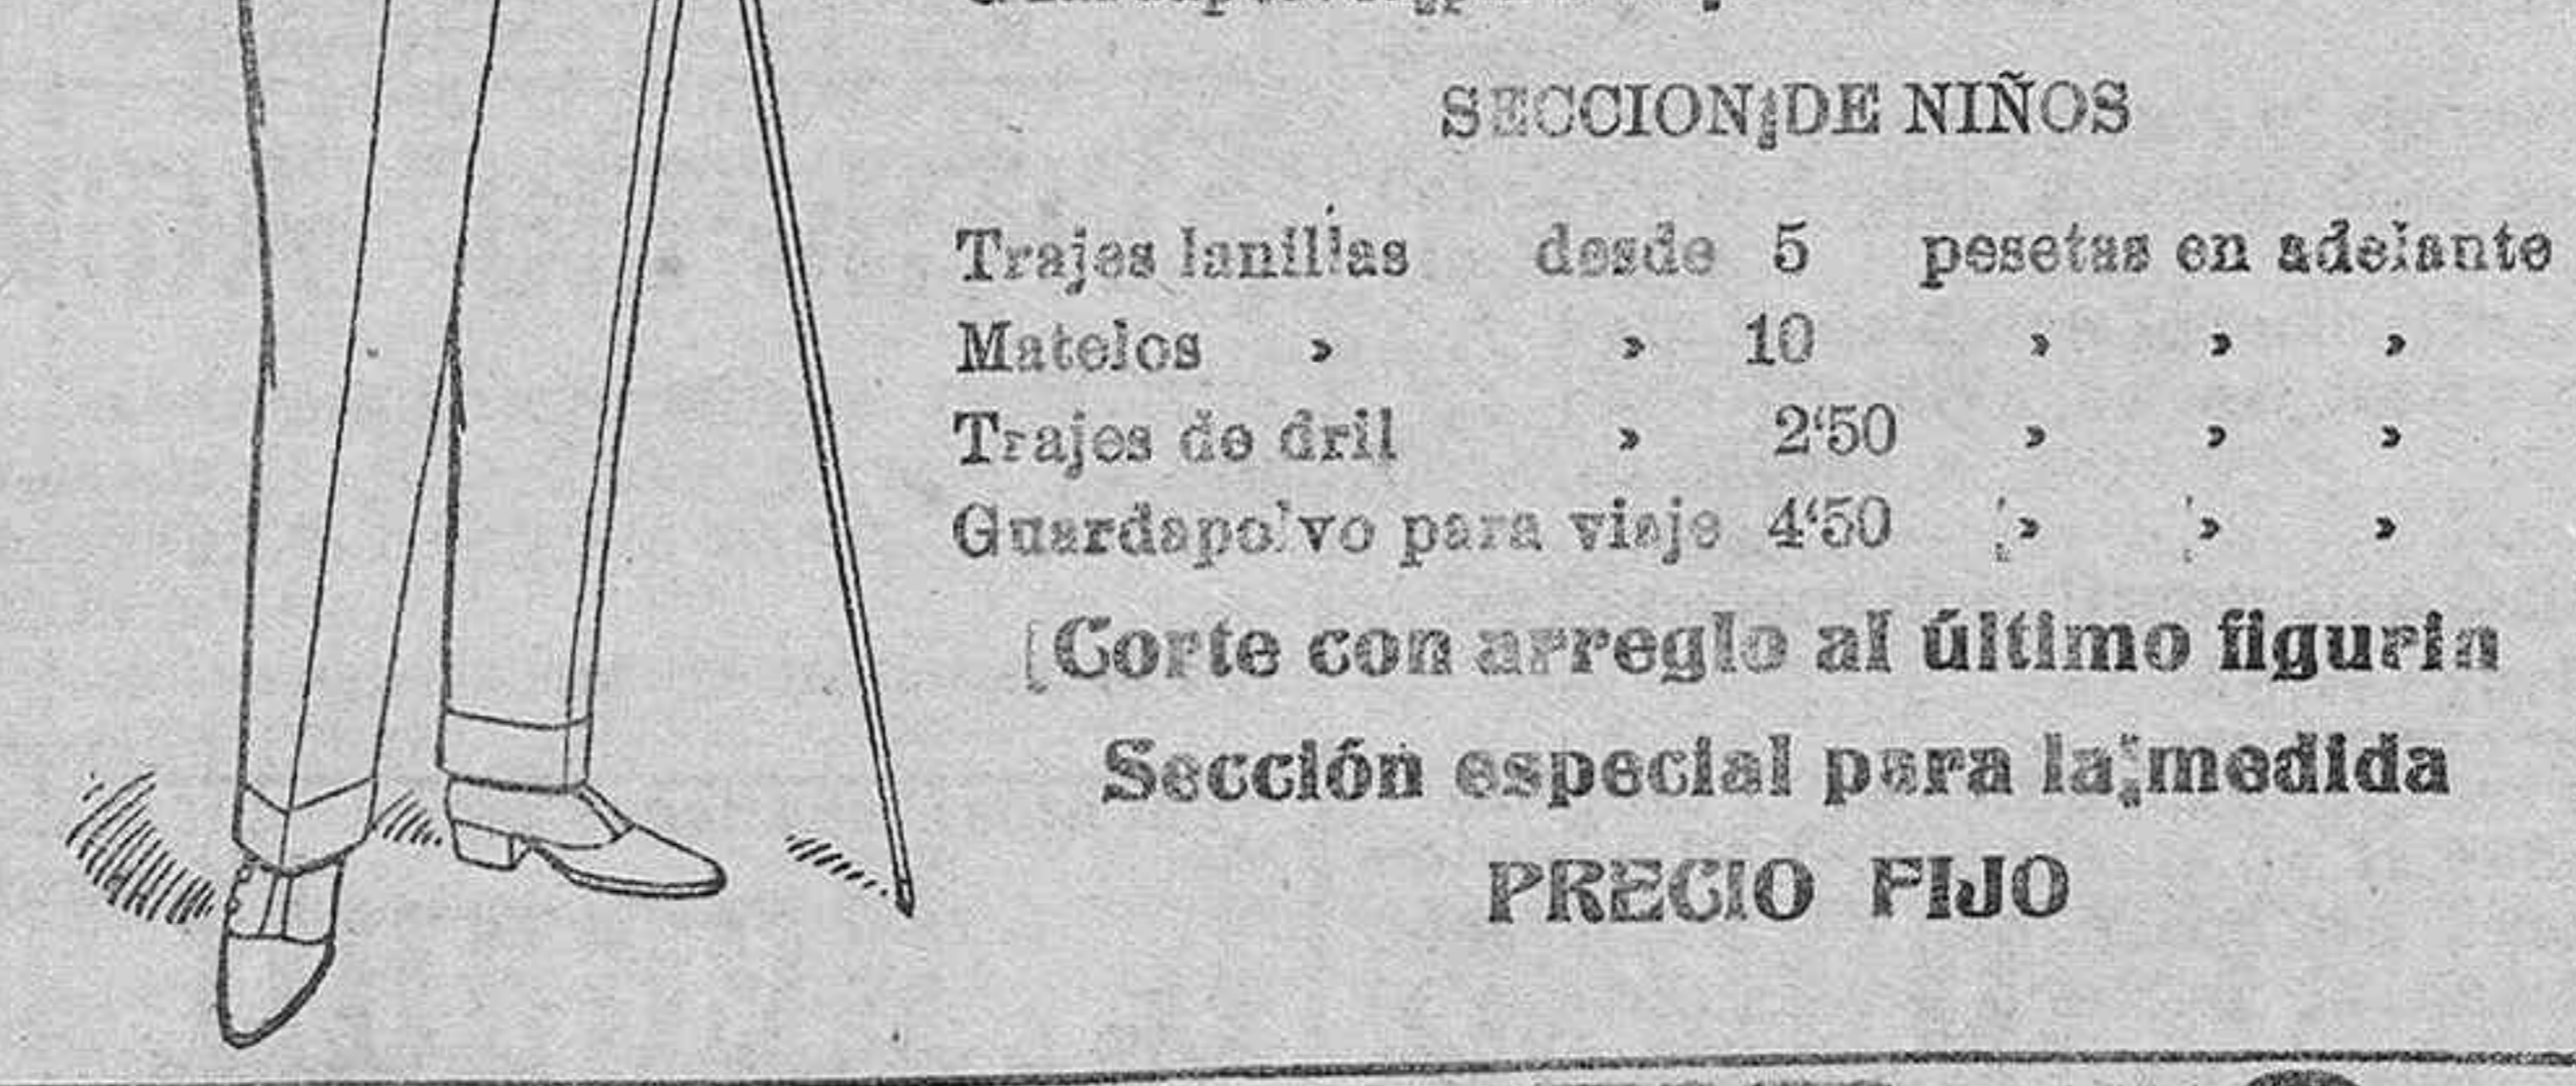 SECCION DE NIÑOS
Trajes lanillas desde 5 pesetas en adelante
Matelos » » 10 » » »
Trajes de dril » 2'50 » » »
Guardapolvo para viaje 4'50 » » »
Corte con arreglo al último figurin
Sección especial para la medida
PRECIO FIJO